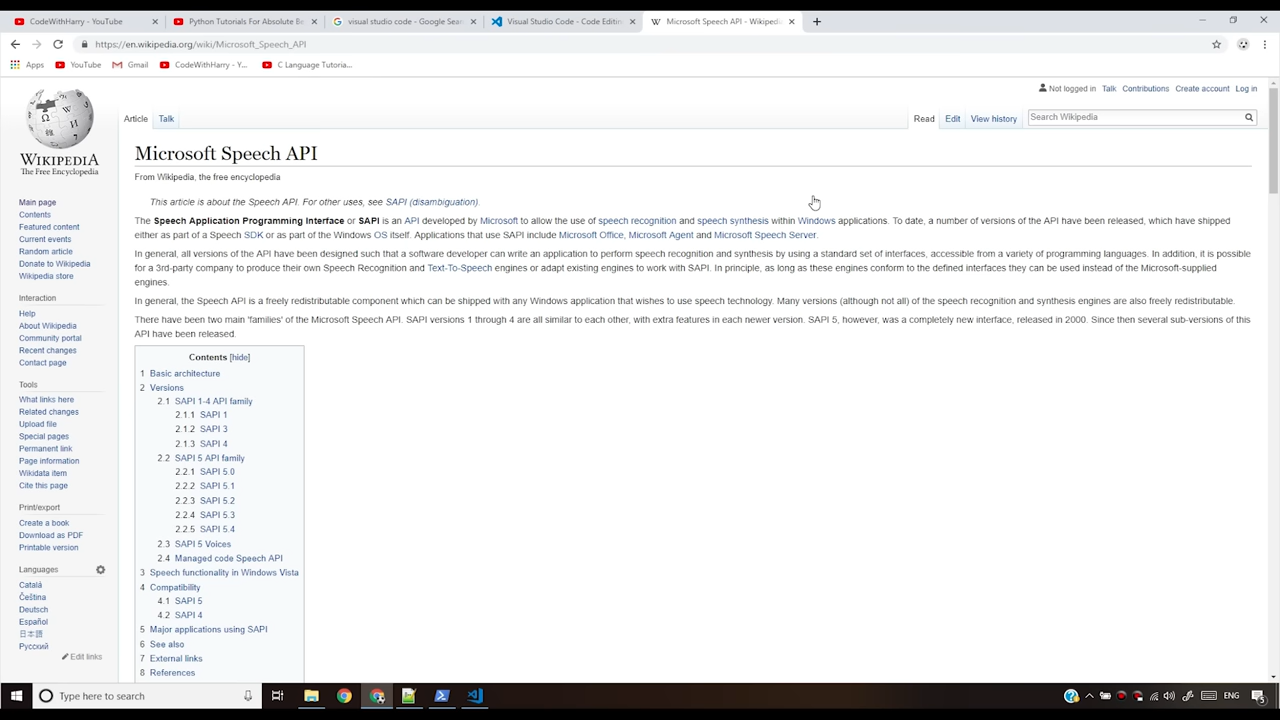 CodeWithHarry - YouTube
Python Tutorials For Absolute Be
visual studio code - Google Sear
Visual Studio Code - Code Editin
Microsoft Speech API - Wikipedi
https://en.wikipedia.org/wiki/Microsoft_Speech_API
Apps YouTube Gmail CodeWithHarry - Y... C Language Tutoria...
Not logged in Talk Contributions Create account Log in
Article Talk Read Edit View history Search Wikipedia
WIKIPEDIA
The Free Encyclopedia
Main page
Contents
Featured content
Current events
Random article
Donate to Wikipedia
Wikipedia store
Interaction
Help
About Wikipedia
Community portal
Recent changes
Contact page
Tools
What links here
Related changes
Upload file
Special pages
Permanent link
Page information
Wikidata item
Cite this page
Print/export
Create a book
Download as PDF
Printable version
Languages
Català
Čeština
Deutsch
Español
日本語
Русский
Edit links
Microsoft Speech API
From Wikipedia, the free encyclopedia
This article is about the Speech API. For other uses, see SAPI (disambiguation).
The Speech Application Programming Interface or SAPI is an API developed by Microsoft to allow the use of speech recognition and speech synthesis within Windows applications. To date, a number of versions of the API have been released, which have shipped
either as part of a Speech SDK or as part of the Windows OS itself. Applications that use SAPI include Microsoft Office, Microsoft Agent and Microsoft Speech Server.
In general, all versions of the API have been designed such that a software developer can write an application to perform speech recognition and synthesis by using a standard set of interfaces, accessible from a variety of programming languages. In addition, it is possible
for a 3rd-party company to produce their own Speech Recognition and Text-To-Speech engines or adapt existing engines to work with SAPI. In principle, as long as these engines conform to the defined interfaces they can be used instead of the Microsoft-supplied
engines.
In general, the Speech API is a freely redistributable component which can be shipped with any Windows application that wishes to use speech technology. Many versions (although not all) of the speech recognition and synthesis engines are also freely redistributable.
There have been two main 'families' of the Microsoft Speech API. SAPI versions 1 through 4 are all similar to each other, with extra features in each newer version. SAPI 5, however, was a completely new interface, released in 2000. Since then several sub-versions of this
API have been released.
Contents [hide]
1 Basic architecture
2 Versions
2.1 SAPI 1-4 API family
2.1.1 SAPI 1
2.1.2 SAPI 3
2.1.3 SAPI 4
2.2 SAPI 5 API family
2.2.1 SAPI 5.0
2.2.2 SAPI 5.1
2.2.3 SAPI 5.2
2.2.4 SAPI 5.3
2.2.5 SAPI 5.4
2.3 SAPI 5 Voices
2.4 Managed code Speech API
3 Speech functionality in Windows Vista
4 Compatibility
4.1 SAPI 5
4.2 SAPI 4
5 Major applications using SAPI
6 See also
7 External links
8 References
Type here to search
ENG
5